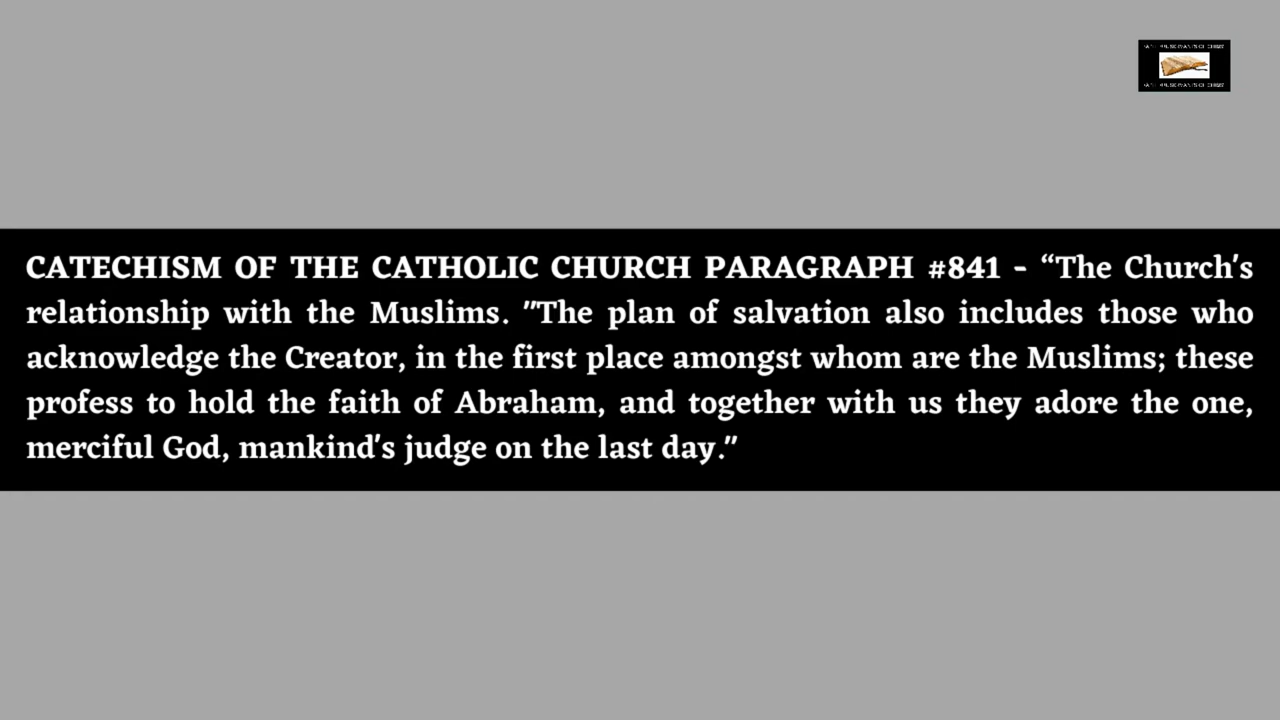 CATECHISM OF THE CATHOLIC CHURCH PARAGRAPH #841 - “The Church's
relationship with the Muslims. "The plan of salvation also includes those who
acknowledge the Creator, in the first place amongst whom are the Muslims; these
profess to hold the faith of Abraham, and together with us they adore the one,
merciful God, mankind's judge on the last day."